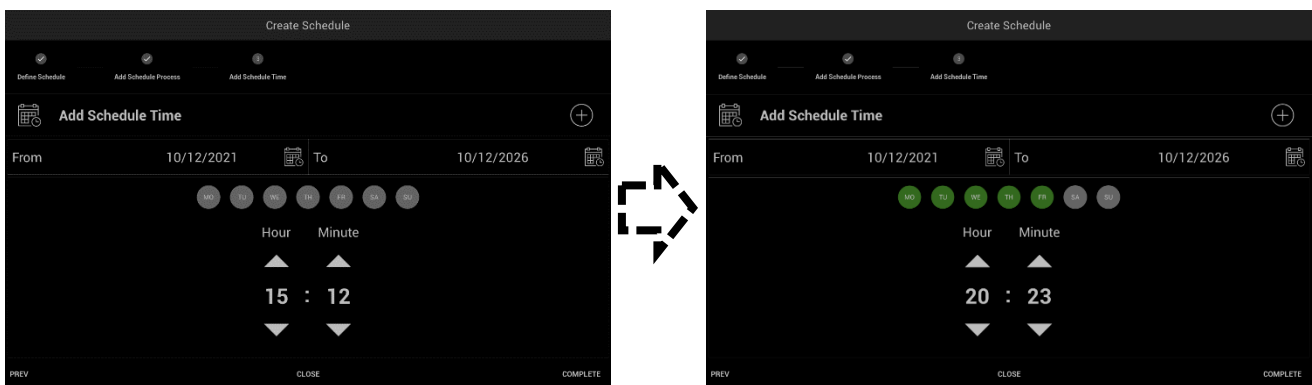 Create Schedule
Define Schedule Add Schedule Process 3 Add Schedule Time
Add Schedule Time
From 10/12/2021 To 10/12/2026
MO TU WE TH FR SA SU
Hour Minute
15 : 12
PREV CLOSE COMPLETE
Create Schedule
Define Schedule Add Schedule Process 3 Add Schedule Time
Add Schedule Time
From 10/12/2021 To 10/12/2026
MO TU WE TH FR SA SU
Hour Minute
20 : 23
PREV CLOSE COMPLETE